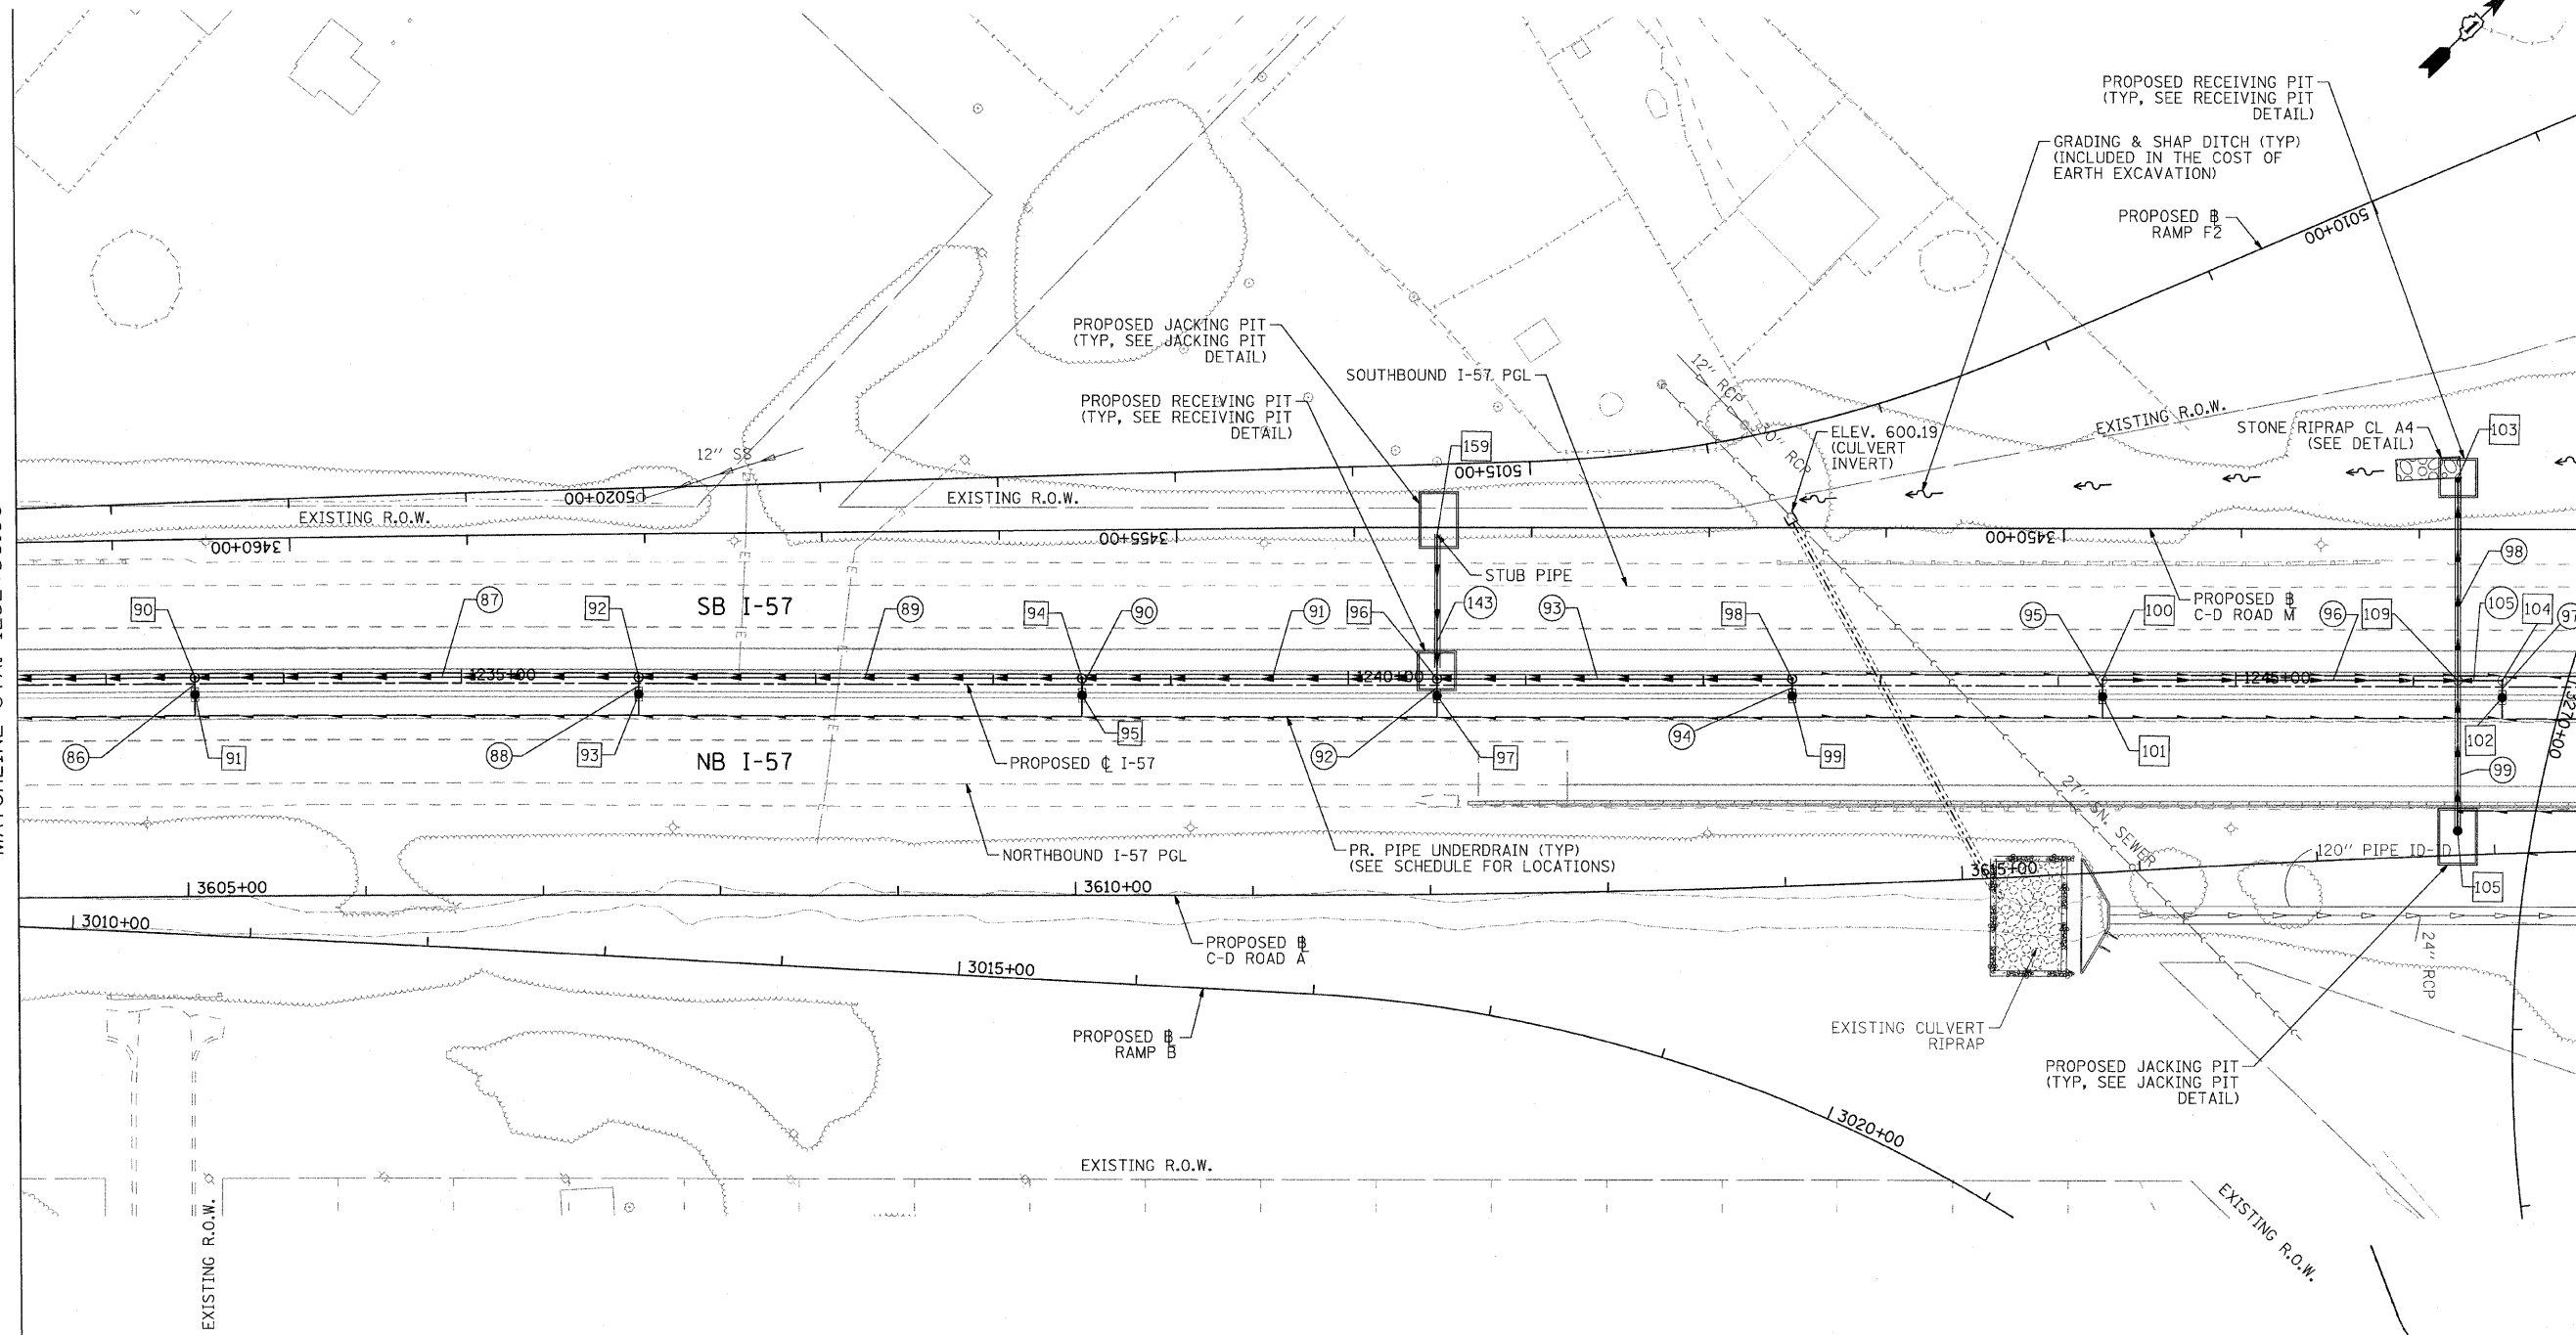 PROPOSED RECEIVING PIT
(TYP, SEE RECEIVING PIT
DETAIL)
GRADING & SHAP DITCH (TYP)
(INCLUDED IN THE COST OF
EARTH EXCAVATION)
PROPOSED ℄
RAMP F2
5010+00
PROPOSED JACKING PIT
(TYP, SEE JACKING PIT
DETAIL)
SOUTHBOUND I-57 PGL
PROPOSED RECEIVING PIT
(TYP, SEE RECEIVING PIT
DETAIL)
12" RCP
30" RCP
ELEV. 600.19
(CULVERT
INVERT)
EXISTING R.O.W.
STONE RIPRAP CL A4
(SEE DETAIL)
103
159
12" SS
5020+00
5015+00
EXISTING R.O.W.
EXISTING R.O.W.
3460+00
3455+00
3450+00
STUB PIPE
98
90
87
92
SB I-57
89
94
90
91
96
143
93
98
95
100
PROPOSED
C-D ROAD M
96
109
105
104
97
1235+00
1240+00
1245+00
86
91
88
93
NB I-57
95
PROPOSED ℄ I-57
92
97
94
99
101
102
99
3270+00
27" SN. SEWER
NORTHBOUND I-57 PGL
PR. PIPE UNDERDRAIN (TYP)
(SEE SCHEDULE FOR LOCATIONS)
120" PIPE ID-
3605+00
3610+00
3615+00
105
3010+00
PROPOSED
C-D ROAD A
3015+00
24" RCP
PROPOSED
RAMP B
EXISTING CULVERT
RIPRAP
PROPOSED JACKING PIT
(TYP, SEE JACKING PIT
DETAIL)
3020+00
EXISTING R.O.W.
EXISTING R.O.W.
EXISTING R.O.W.